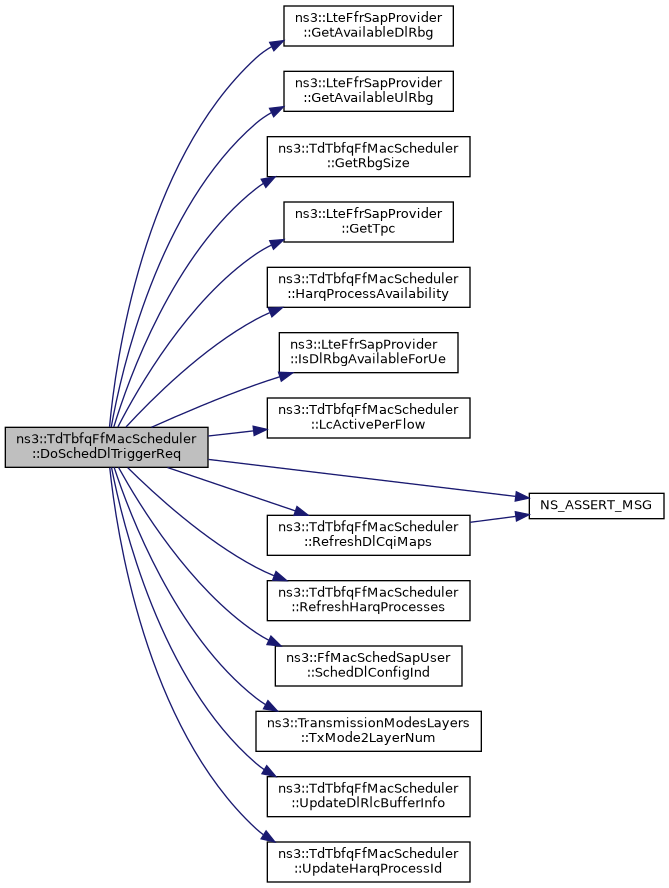 ns3::LteFfrSapProvider
::GetAvailableDlRbg
ns3::LteFfrSapProvider
::GetAvailableUlRbg
ns3::TdTbfqFfMacScheduler
::GetRbgSize
ns3::LteFfrSapProvider
::GetTpc
ns3::TdTbfqFfMacScheduler
::HarqProcessAvailability
ns3::LteFfrSapProvider
::IsDlRbgAvailableForUe
ns3::TdTbfqFfMacScheduler
::LcActivePerFlow
ns3::TdTbfqFfMacScheduler
::DoSchedDlTriggerReq
NS_ASSERT_MSG
ns3::TdTbfqFfMacScheduler
::RefreshDlCqiMaps
ns3::TdTbfqFfMacScheduler
::RefreshHarqProcesses
ns3::FfMacSchedSapUser
::SchedDlConfigInd
ns3::TransmissionModesLayers
::TxMode2LayerNum
ns3::TdTbfqFfMacScheduler
::UpdateDlRlcBufferInfo
ns3::TdTbfqFfMacScheduler
::UpdateHarqProcessId